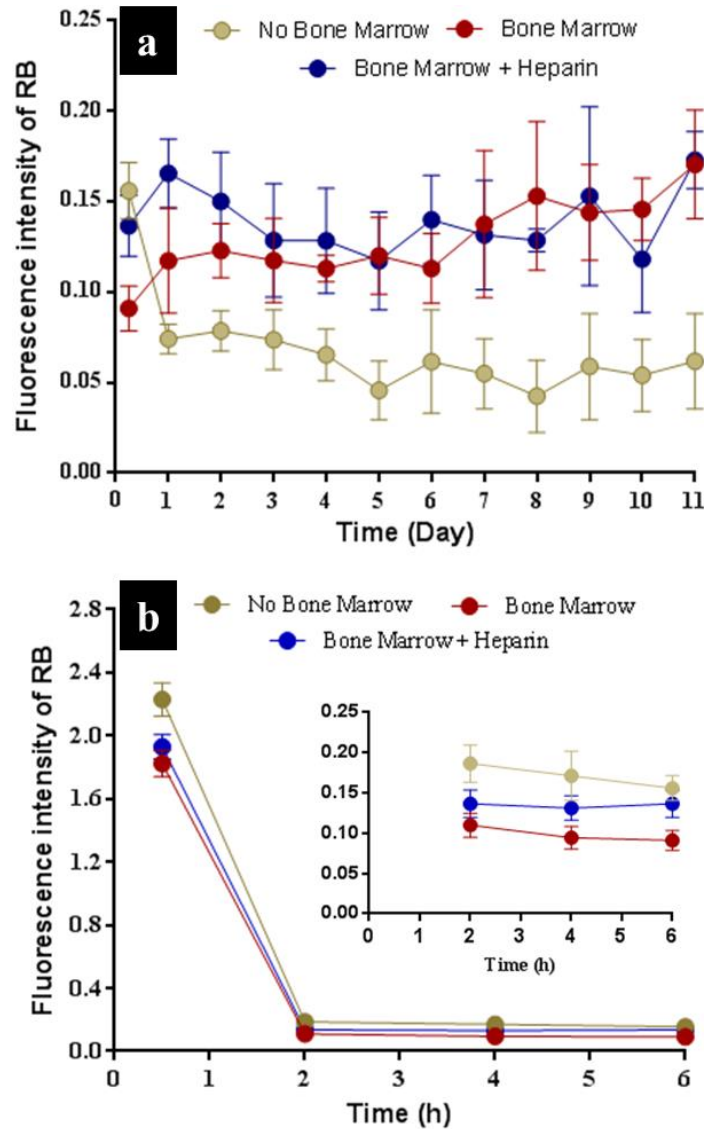 a
No Bone Marrow
Bone Marrow
Bone Marrow + Heparin
Fluorescence intensity of RB
0.25
0.20
0.15
0.10
0.05
0.00
0 1 2 3 4 5 6 7 8 9 10 11
Time (Day)
b
No Bone Marrow
Bone Marrow
Bone Marrow + Heparin
Fluorescence intensity of RB
2.8
2.4
2.0
1.6
1.2
0.8
0.4
0.0
0 1 2 3 4 5 6
Time (h)
0.25
0.20
0.15
0.10
0.05
0.00
0 1 2 3 4 5 6
Time (h)